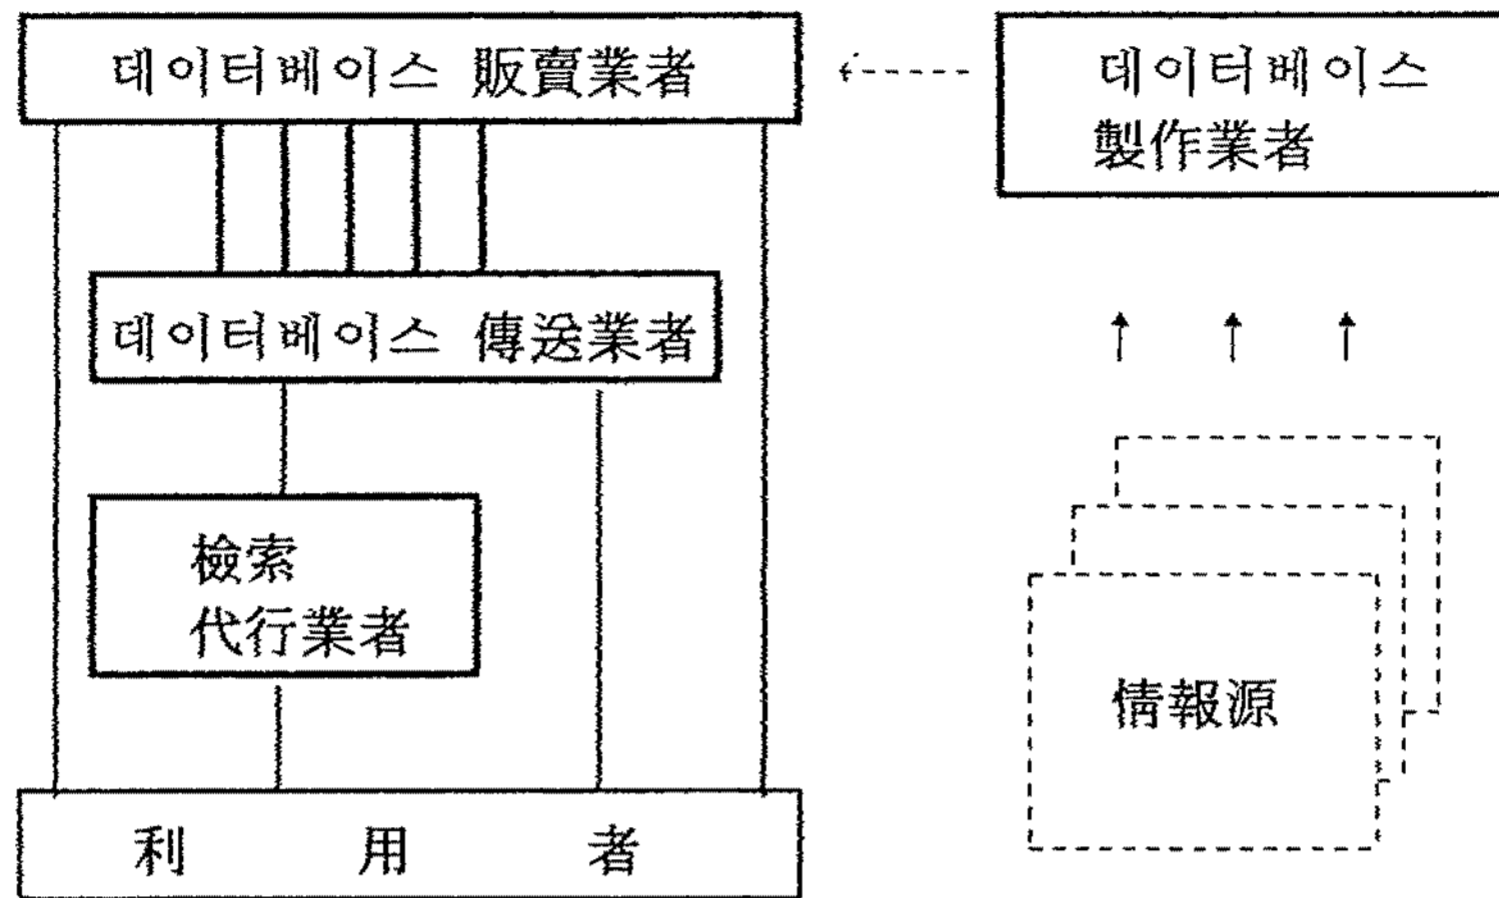 데이터베이스 販賣業者
데이터베이스
製作業者
데이터베이스 傳送業者
檢索
代行業者
情報源
利用者